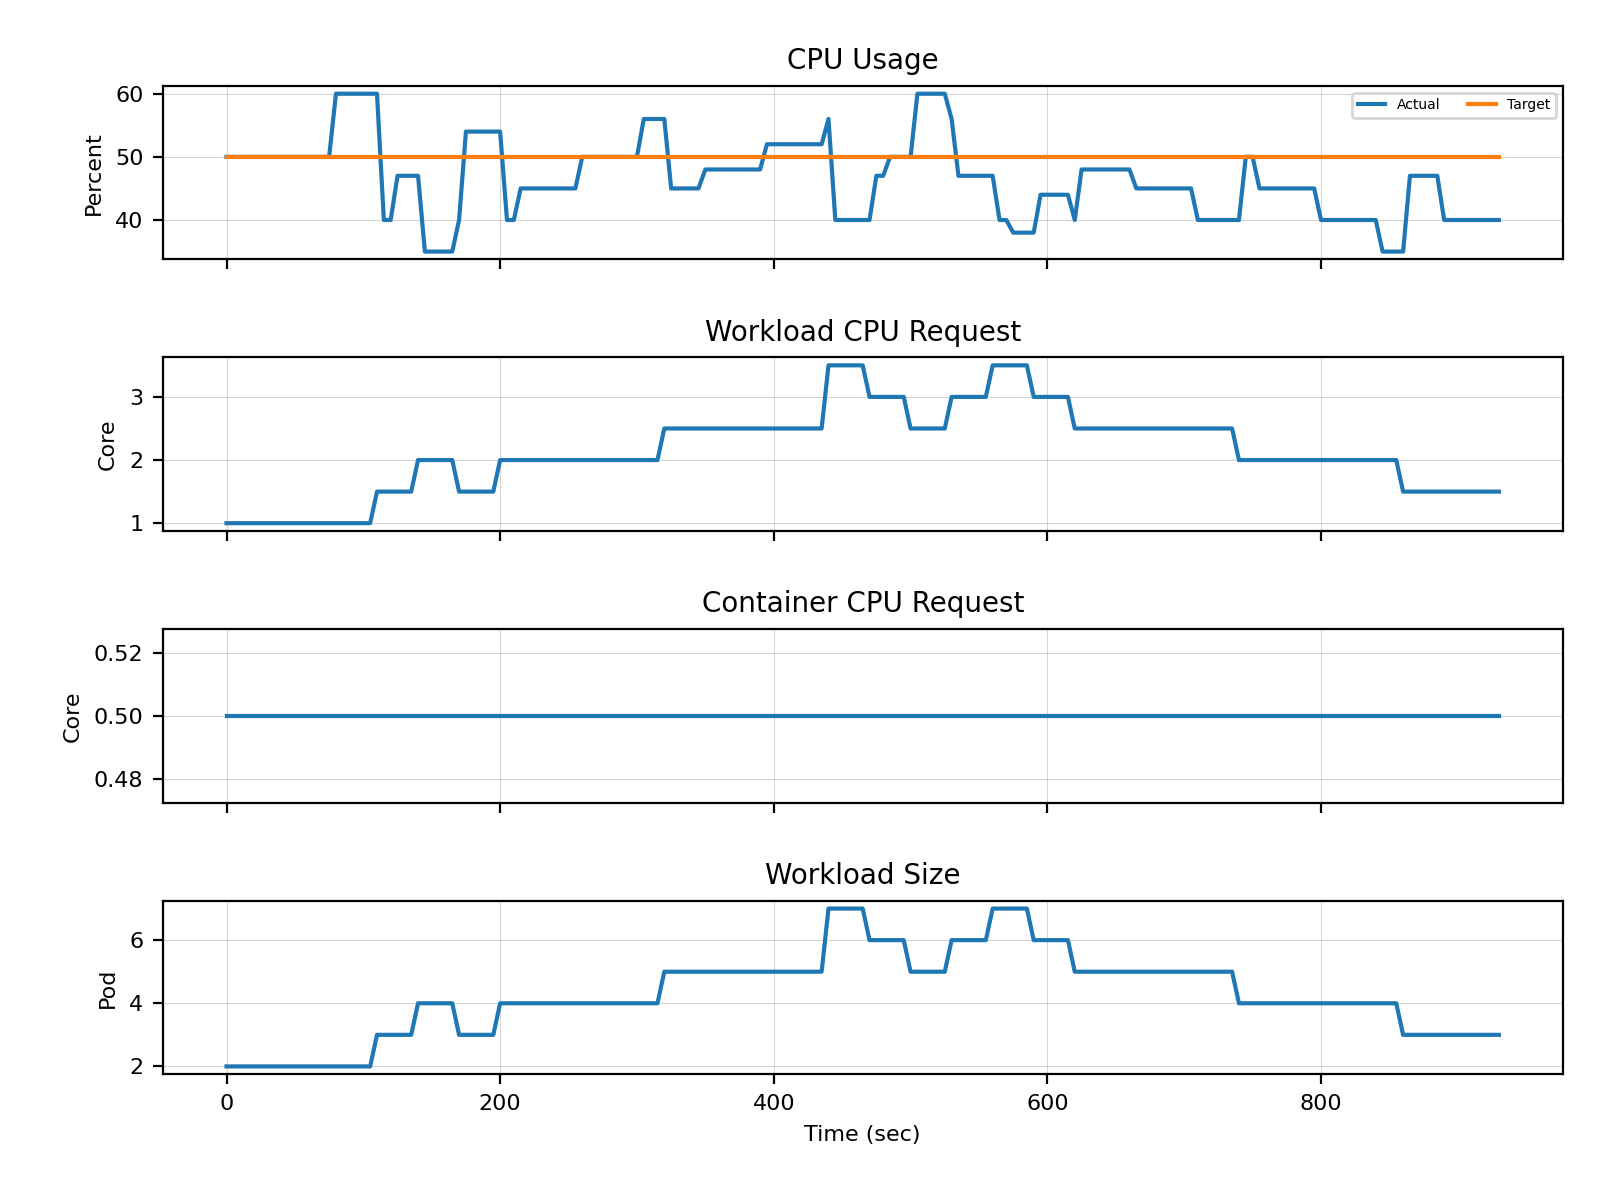 CPU Usage
60
50
40
Percent
Actual Target
Workload CPU Request
3
2
1
Core
Container CPU Request
0.52
0.50
0.48
Core
Workload Size
6
4
2
Pod
0 200 400 600 800
Time (sec)